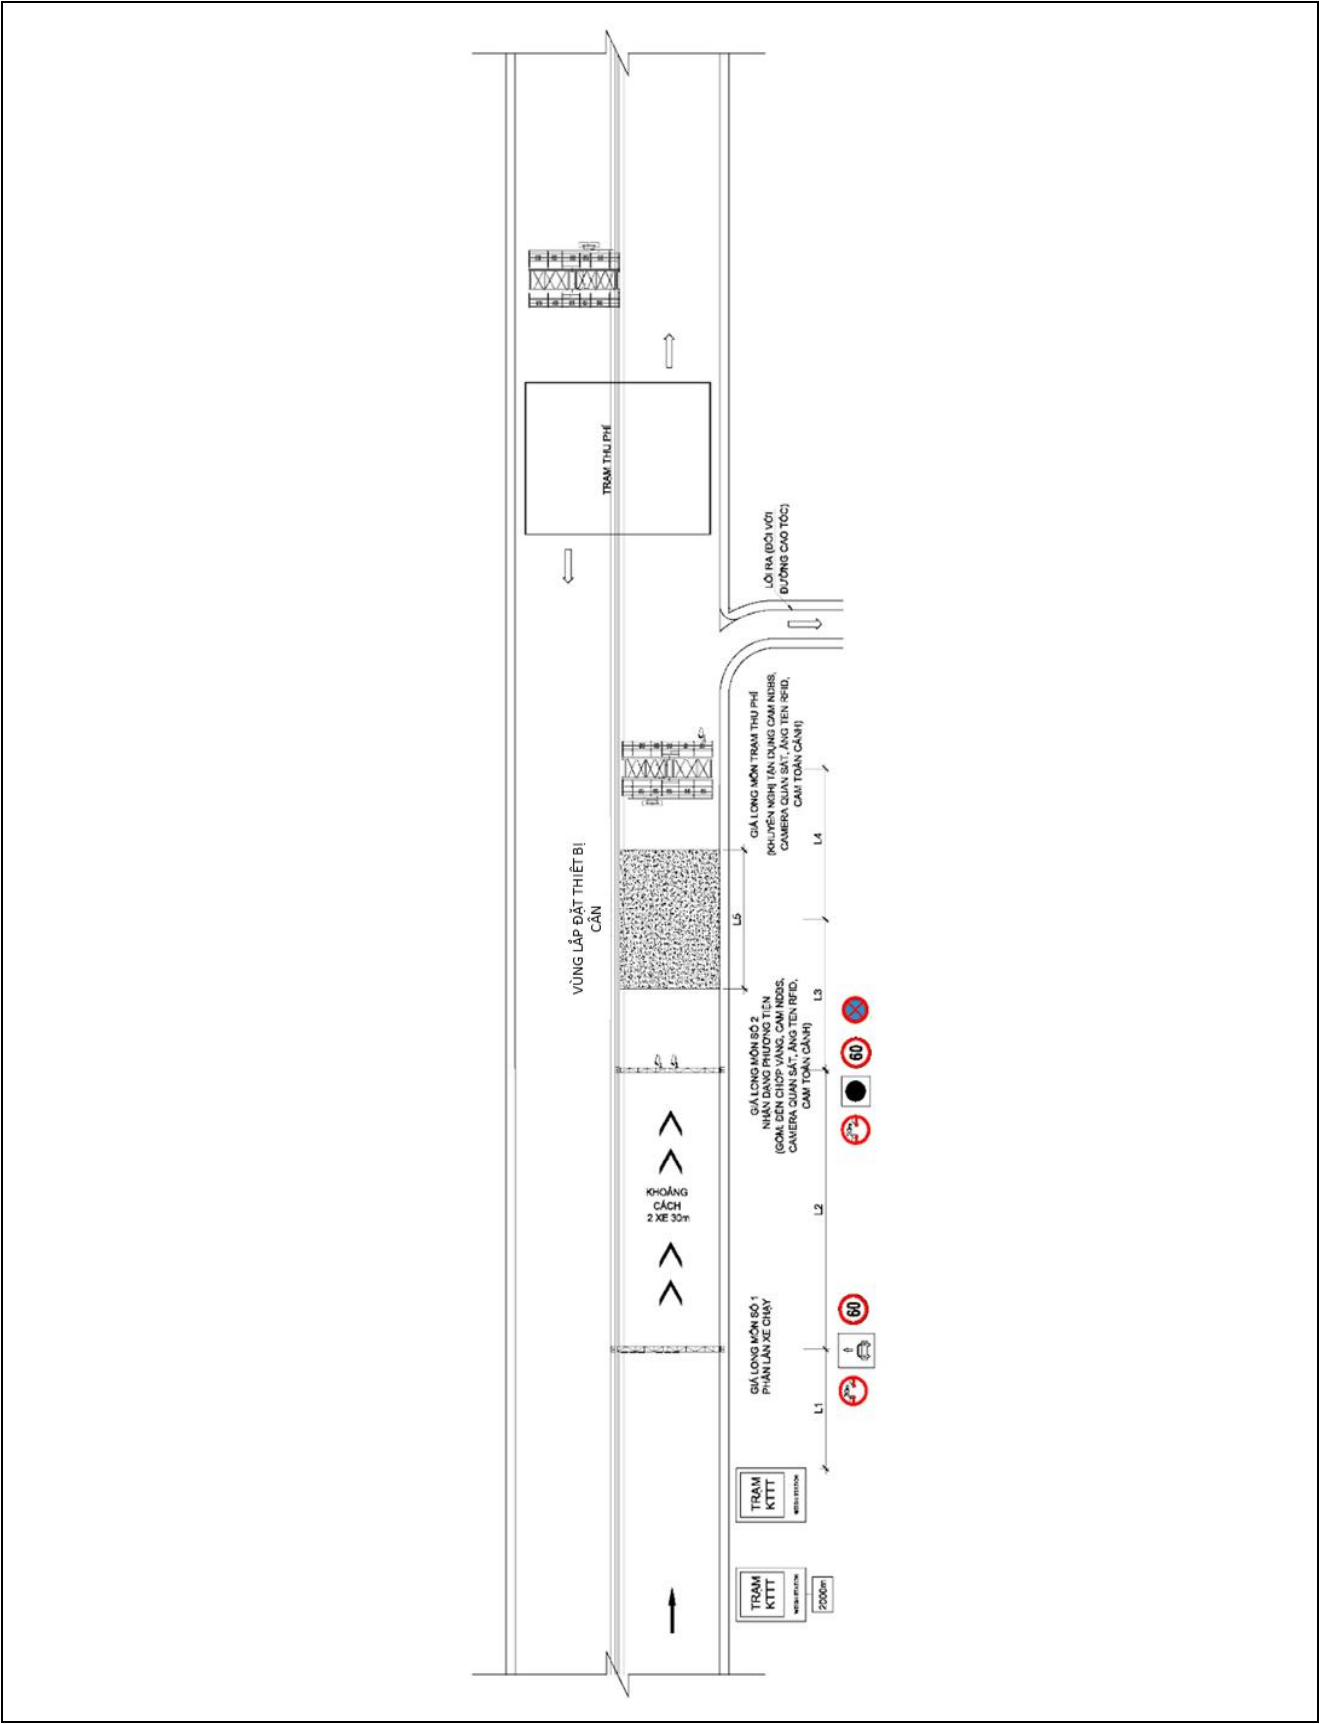 TRẠM THU PHÍ
LỐI RA (ĐỐI VỚI
ĐƯỜNG CAO TỐC)
GIÁ LONG MÔN TRẠM THU PHÍ
(KHUYẾN NGHỊ TẬN DỤNG CAM NDBS,
CAMERA QUAN SÁT, ĂNG TEN RFID,
CAM TOÀN CẢNH)
L4
VÙNG LẮP ĐẶT THIẾT BỊ
CÂN
L5
L3
GIÁ LONG MÔN SỐ 2
NHẬN DẠNG PHƯƠNG TIỆN
(GỒM: ĐÈN CHỚP VÀNG, CAM NDBS,
CAMERA QUAN SÁT, ĂNG TEN RFID,
CAM TOÀN CẢNH)
60
KHOẢNG
CÁCH
2 XE 30m
L2
GIÁ LONG MÔN SỐ 1
PHÂN LÀN XE CHẠY
60
L1
TRẠM
KTTT
WEIGH STATION
TRẠM
KTTT
WEIGH STATION
2000m